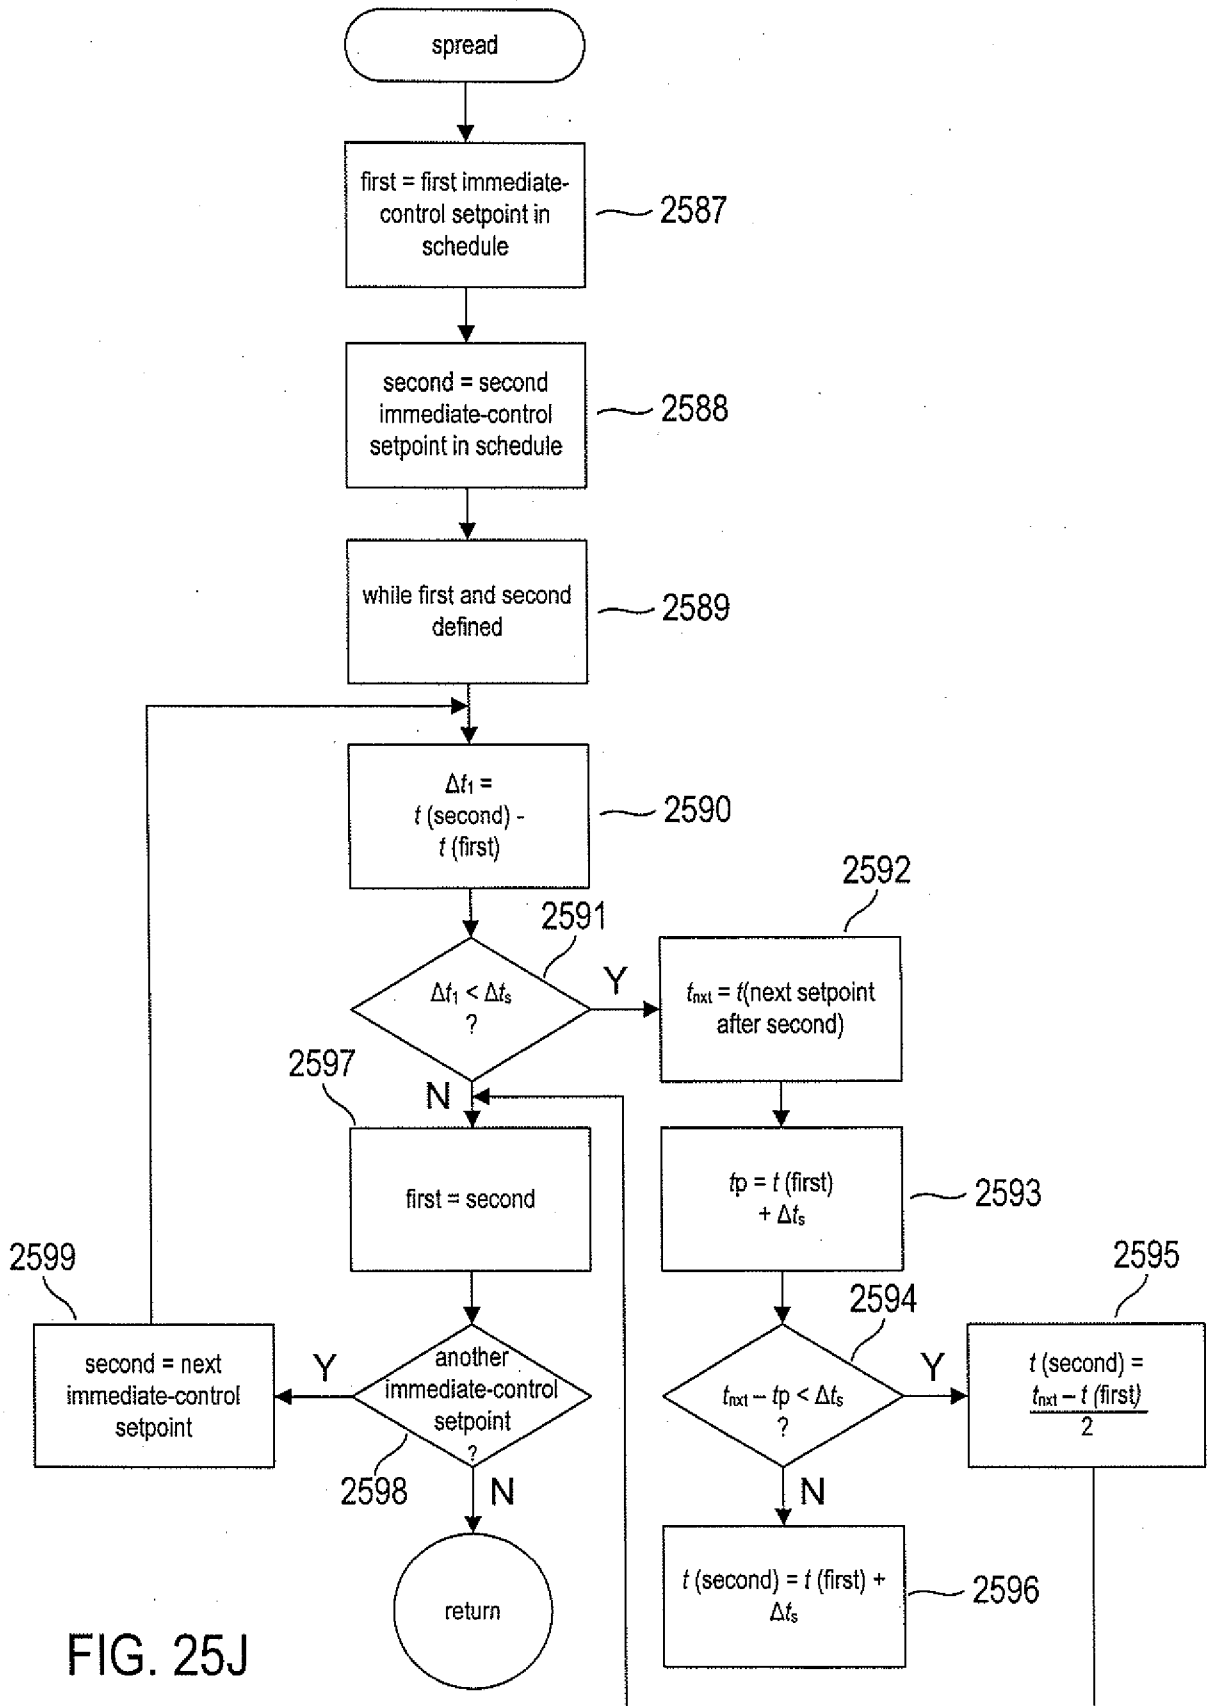 spread
first = first immediate-
control setpoint in
schedule
2587
second = second
immediate-control
setpoint in schedule
2588
while first and second
defined
2589
Δt₁ =
t (second) -
t (first)
2590
2591
Δt₁ < Δtₛ
?
Y
N
2592
tₙₓₜ = t(next setpoint
after second)
2597
first = second
tp = t (first)
+ Δtₛ
2593
2599
second = next
immediate-control
setpoint
Y
another
immediate-control
setpoint
?
2598
N
2594
tₙₓₜ – tp < Δtₛ
?
Y
N
2595
t (second) =
tₙₓₜ – t (first)
2
return
t (second) = t (first) +
Δtₛ
2596
FIG. 25J